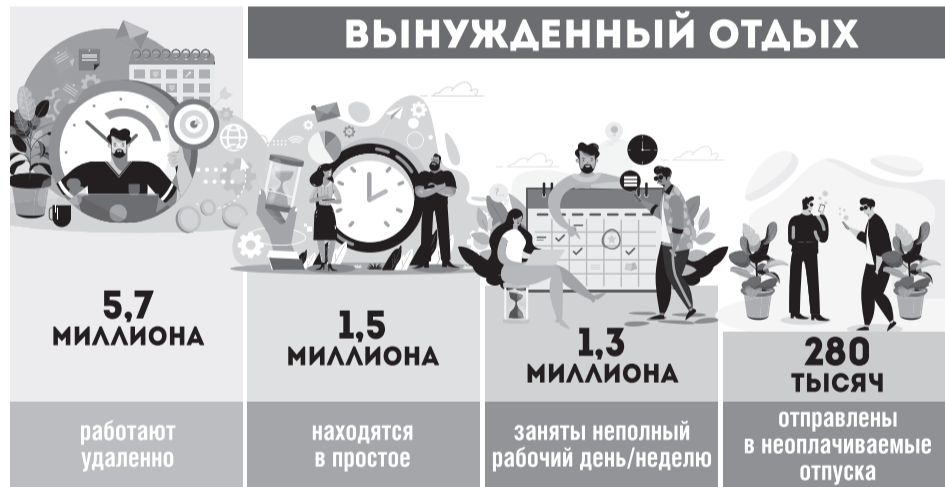 ВЫНУЖДЕННЫЙ ОТДЫХ
5,7
МИЛЛИОНА
работают
удаленно
1,5
МИЛЛИОНА
находятся
в простое
1,3
МИЛЛИОНА
заняты неполный
рабочий день/неделю
280
ТЫСЯЧ
отправлены
в неоплачиваемые
отпуска